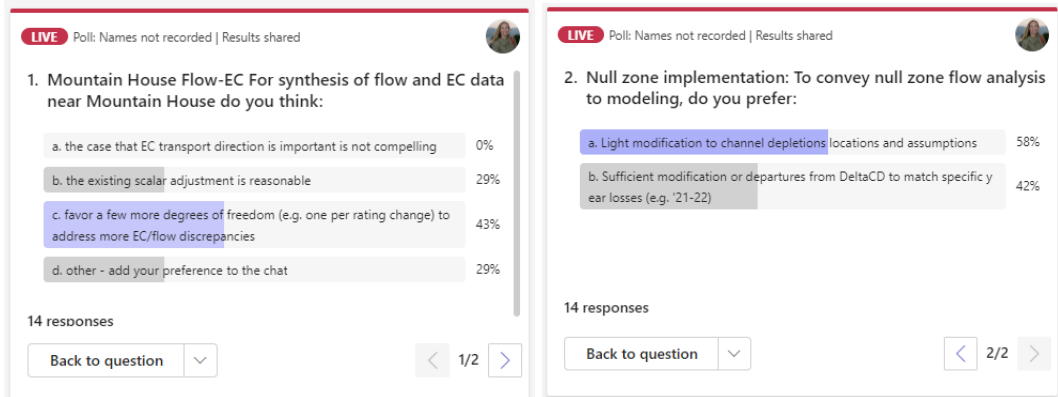 LIVE Poll: Names not recorded | Results shared
1. Mountain House Flow-EC For synthesis of flow and EC data
near Mountain House do you think:
a. the case that EC transport direction is important is not compelling 0%
b. the existing scalar adjustment is reasonable 29%
c. favor a few more degrees of freedom (e.g. one per rating change) to
address more EC/flow discrepancies
43%
d. other - add your preference to the chat 29%
14 responses
Back to question
1/2
LIVE Poll: Names not recorded | Results shared
2. Null zone implementation: To convey null zone flow analysis
to modeling, do you prefer:
a. Light modification to channel depletions locations and assumptions 58%
b. Sufficient modification or departures from DeltaCD to match specific y
ear losses (e.g. '21-22)
42%
14 responses
Back to question
2/2